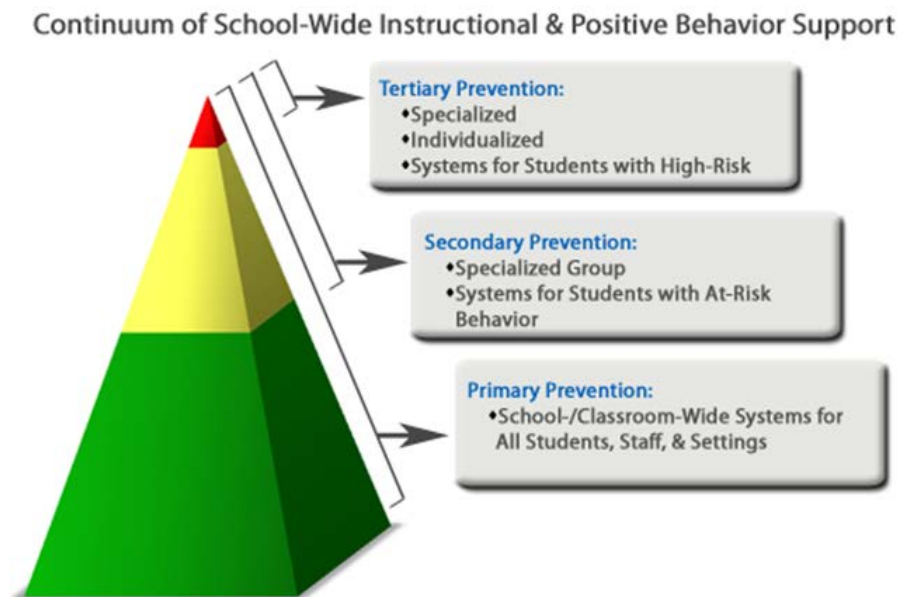 Continuum of School-Wide Instructional & Positive Behavior Support
Tertiary Prevention:
♦Specialized
♦Individualized
♦Systems for Students with High-Risk
Secondary Prevention:
♦Specialized Group
♦Systems for Students with At-Risk
Behavior
Primary Prevention:
♦School-/Classroom-Wide Systems for
All Students, Staff, & Settings